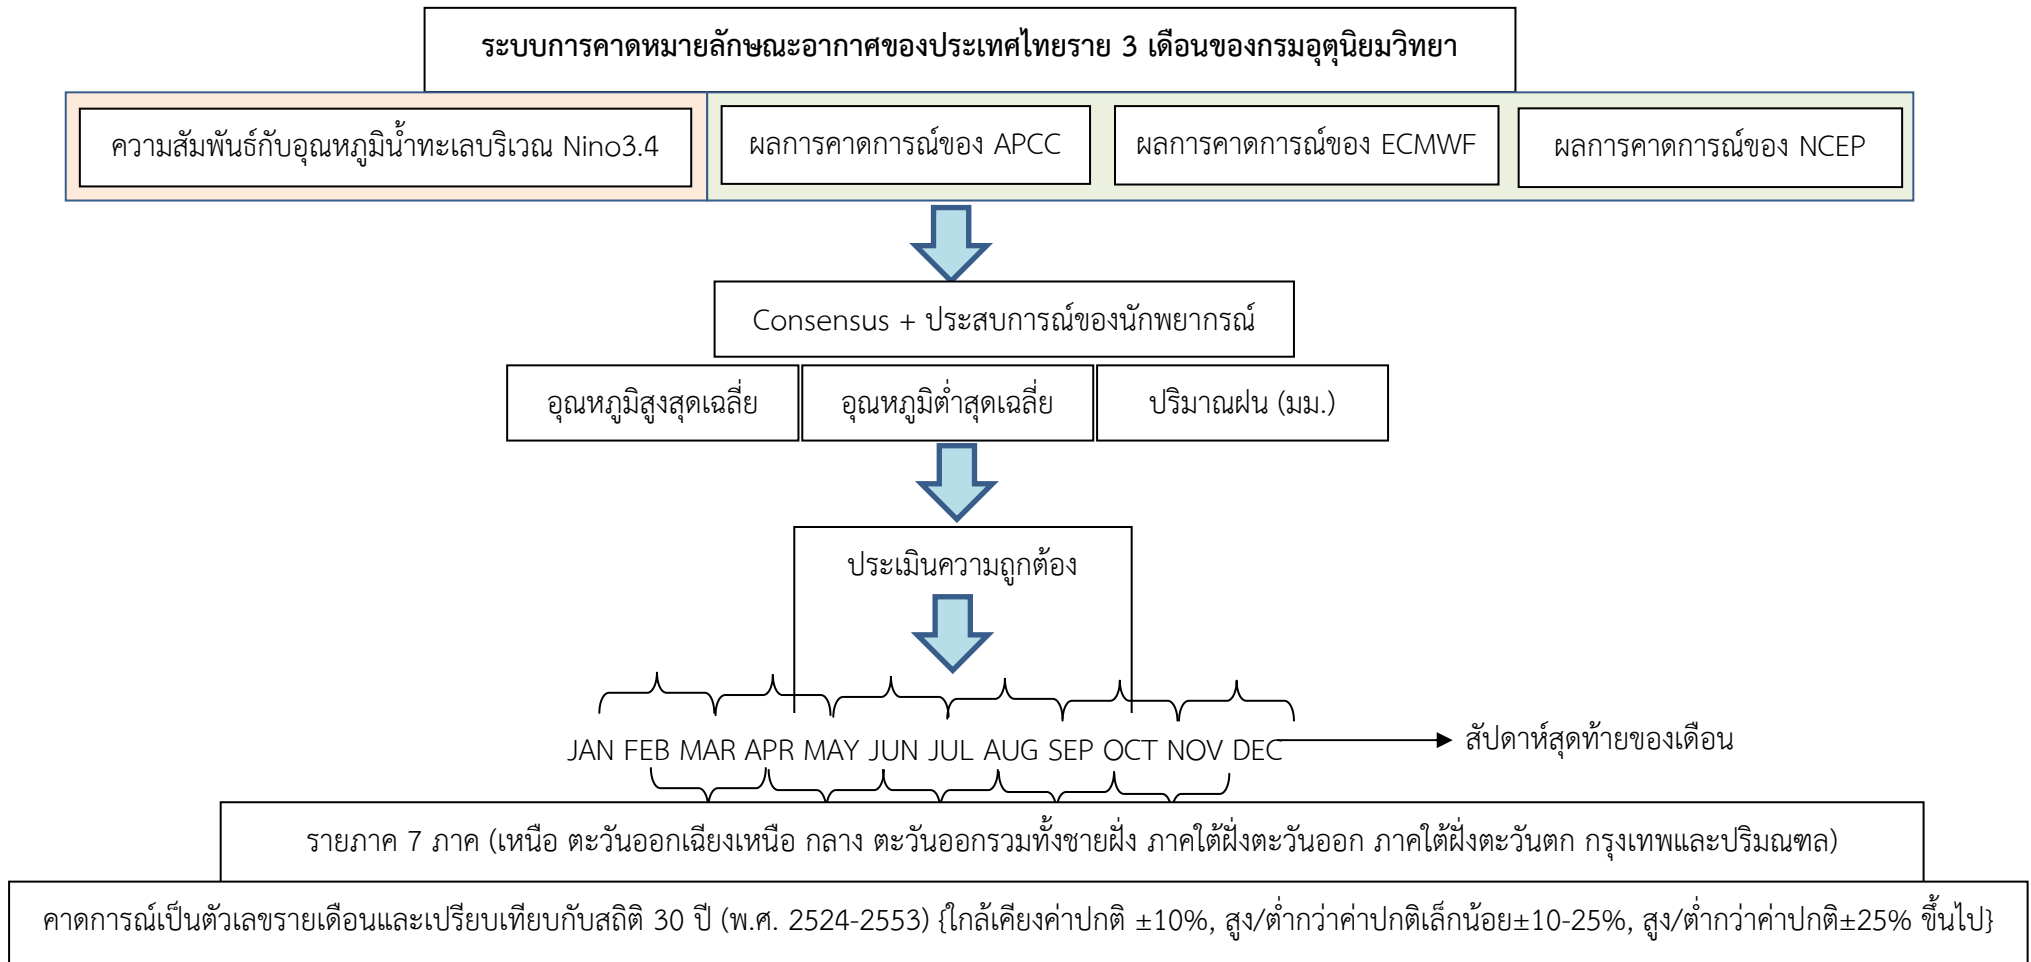 ระบบการคาดหมายลักษณะอากาศของประเทศไทยราย 3 เดือนของกรมอุตุนิยมวิทยา
ความสัมพันธ์กับอุณหภูมิน้ำทะเลบริเวณ Nino3.4
ผลการคาดการณ์ของ APCC
ผลการคาดการณ์ของ ECMWF
ผลการคาดการณ์ของ NCEP
Consensus + ประสบการณ์ของนักพยากรณ์
อุณหภูมิสูงสุดเฉลี่ย
อุณหภูมิต่ำสุดเฉลี่ย
ปริมาณฝน (มม.)
ประเมินความถูกต้อง
JAN FEB MAR APR MAY JUN JUL AUG SEP OCT NOV DEC
สัปดาห์สุดท้ายของเดือน
รายภาค 7 ภาค (เหนือ ตะวันออกเฉียงเหนือ กลาง ตะวันออกรวมทั้งชายฝั่ง ภาคใต้ฝั่งตะวันออก ภาคใต้ฝั่งตะวันตก กรุงเทพและปริมณฑล)
คาดการณ์เป็นตัวเลขรายเดือนและเปรียบเทียบกับสถิติ 30 ปี (พ.ศ. 2524-2553) {ใกล้เคียงค่าปกติ ±10%, สูง/ต่ำกว่าค่าปกติเล็กน้อย±10-25%, สูง/ต่ำกว่าค่าปกติ±25% ขึ้นไป}